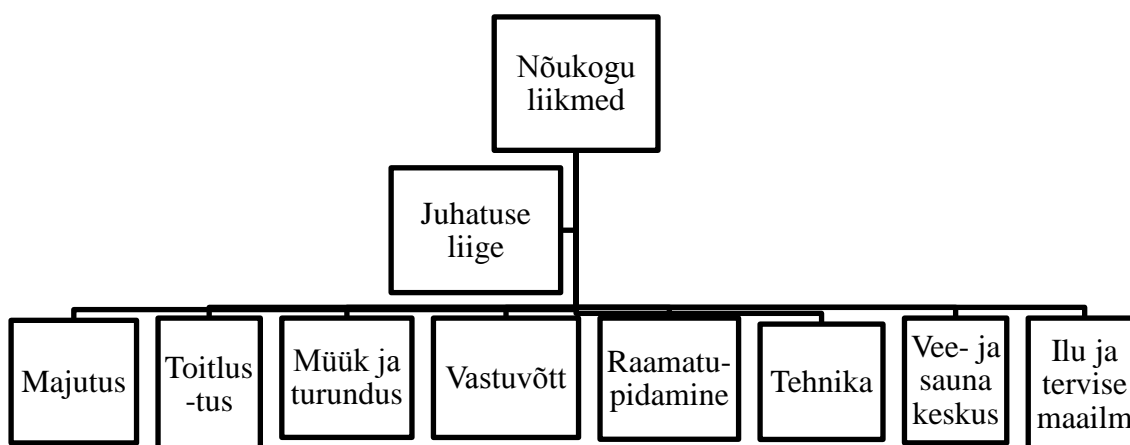 Nõukogu
liikmed
Juhatuse
liige
Majutus
Toitlus
-tus
Müük ja
turundus
Vastuvõtt
Raamatu-
pidamine
Tehnika
Vee- ja
sauna
keskus
Ilu ja
tervise
maailm